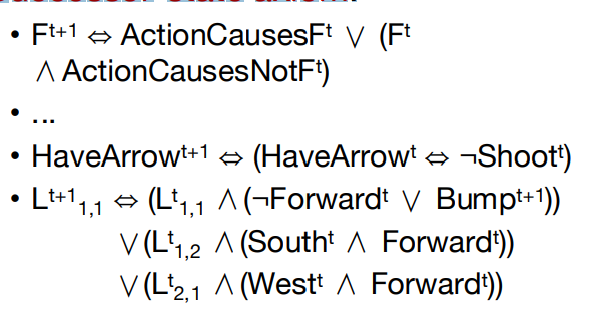 • Fᵗ⁺¹ ⇔ ActionCausesFᵗ ∨ (Fᵗ
∧ ActionCausesNotFᵗ)
• ...
• HaveArrowᵗ⁺¹ ⇔ (HaveArrowᵗ ⇔ ¬Shootᵗ)
• Lᵗ⁺¹₁,₁ ⇔ (Lᵗ₁,₁ ∧ (¬Forwardᵗ ∨ Bumpᵗ⁺¹))
∨ (Lᵗ₁,₂ ∧ (Southᵗ ∧ Forwardᵗ))
∨ (Lᵗ₂,₁ ∧ (Westᵗ ∧ Forwardᵗ))